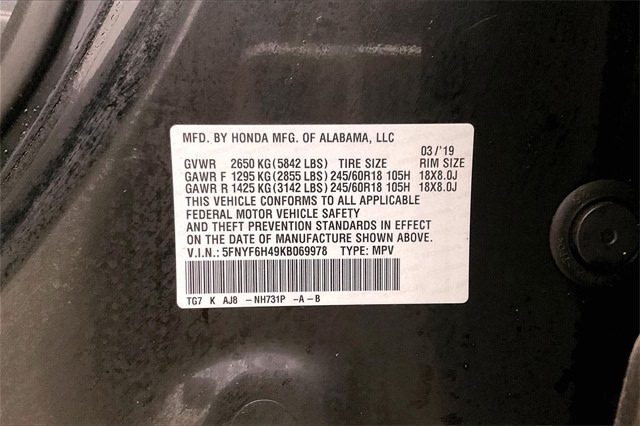 MFD. BY HONDA MFG. OF ALABAMA, LLC
03/'19
GVWR 2650 KG(5842 LBS) TIRE SIZE RIM SIZE
GAWR F 1295 KG(2855 LBS) 245/60R18 105H 18X8.0J
GAWR R 1425 KG(3142 LBS) 245/60R18 105H 18X8.0J
THIS VEHICLE CONFORMS TO ALL APPLICABLE
FEDERAL MOTOR VEHICLE SAFETY
AND THEFT PREVENTION STANDARDS IN EFFECT
ON THE DATE OF MANUFACTURE SHOWN ABOVE.
V.I.N.: 5FNYF6H49KB069978 TYPE: MPV
TG7 K AJ8 -NH731P -A-B